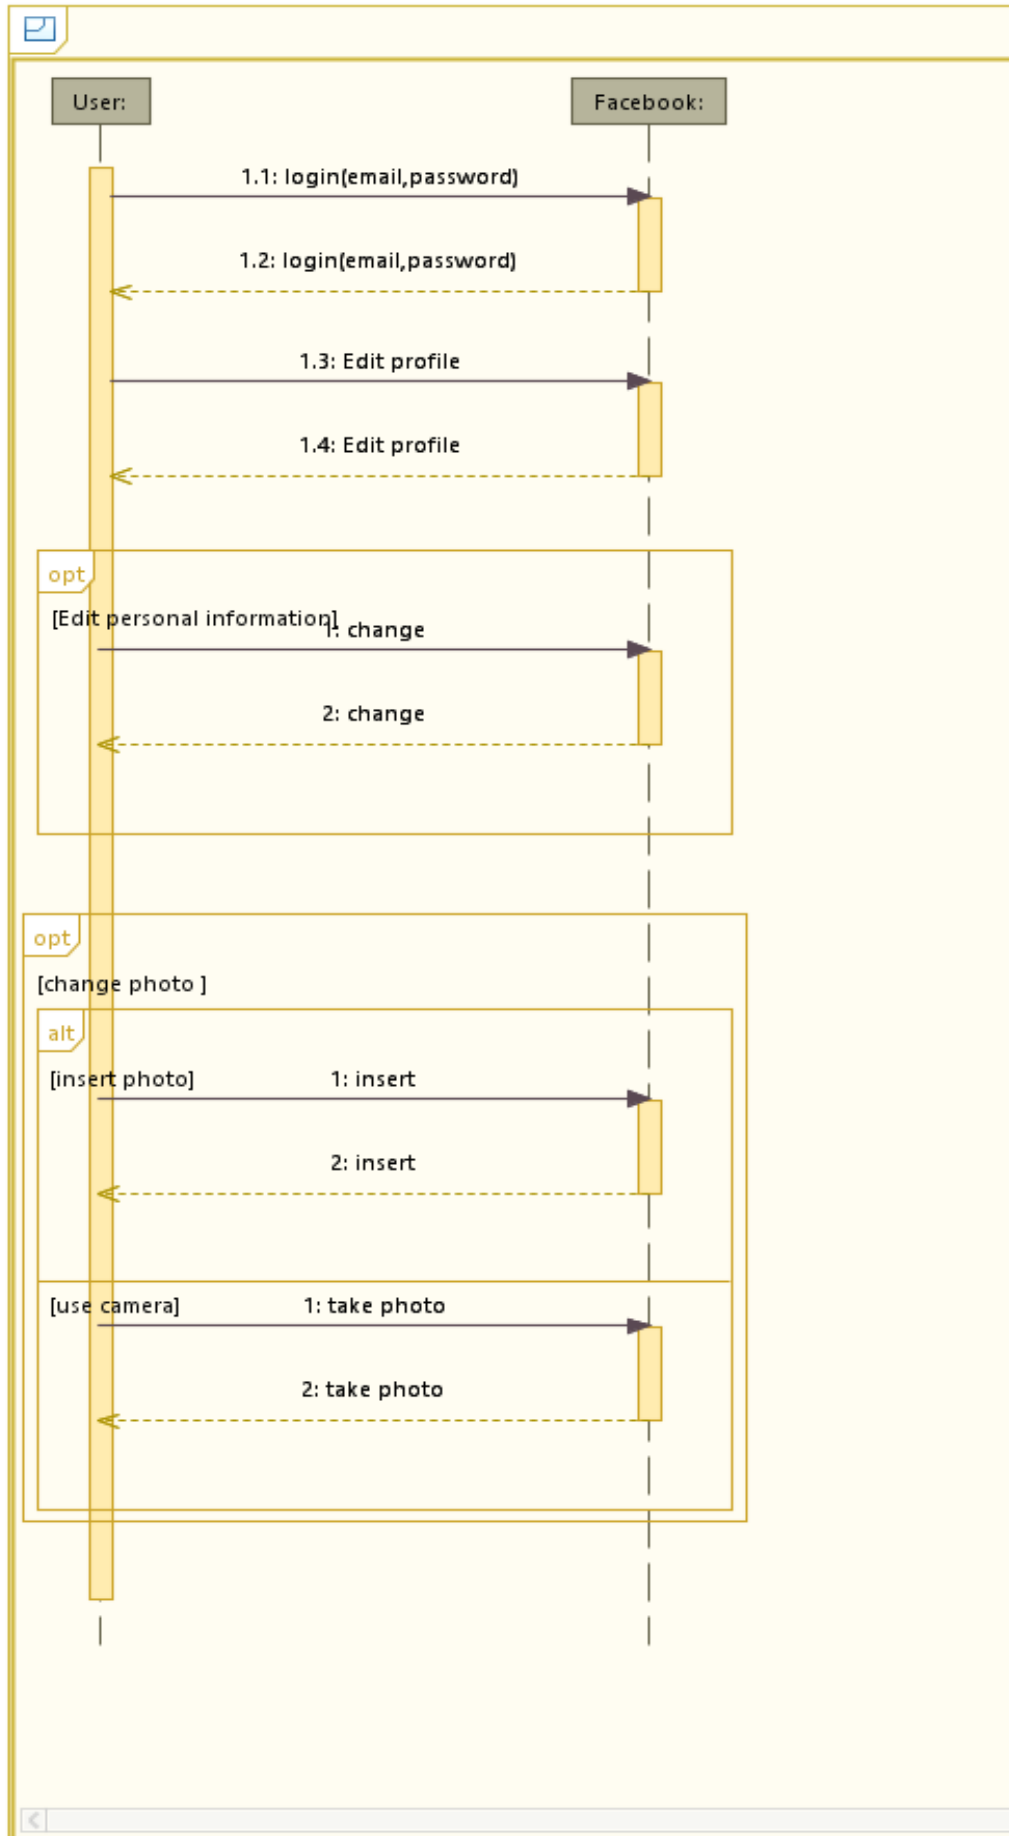 User:
Facebook:
1.1: login(email,password)
1.2: login(email,password)
1.3: Edit profile
1.4: Edit profile
opt
[Edit personal information]
1: change
2: change
opt
[change photo ]
alt
[insert photo]
1: insert
2: insert
[use camera]
1: take photo
2: take photo